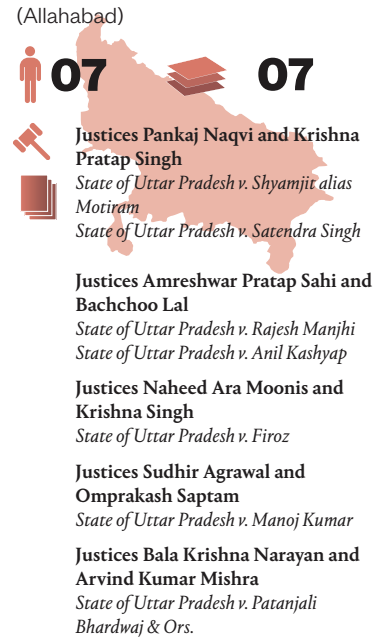 (Allahabad)
07 07
Justices Pankaj Naqvi and Krishna
Pratap Singh
State of Uttar Pradesh v. Shyamjit alias
Motiram
State of Uttar Pradesh v. Satendra Singh
Justices Amreshwar Pratap Sahi and
Bachchoo Lal
State of Uttar Pradesh v. Rajesh Manjhi
State of Uttar Pradesh v. Anil Kashyap
Justices Naheed Ara Moonis and
Krishna Singh
State of Uttar Pradesh v. Firoz
Justices Sudhir Agrawal and
Omprakash Saptam
State of Uttar Pradesh v. Manoj Kumar
Justices Bala Krishna Narayan and
Arvind Kumar Mishra
State of Uttar Pradesh v. Patanjali
Bhardwaj & Ors.